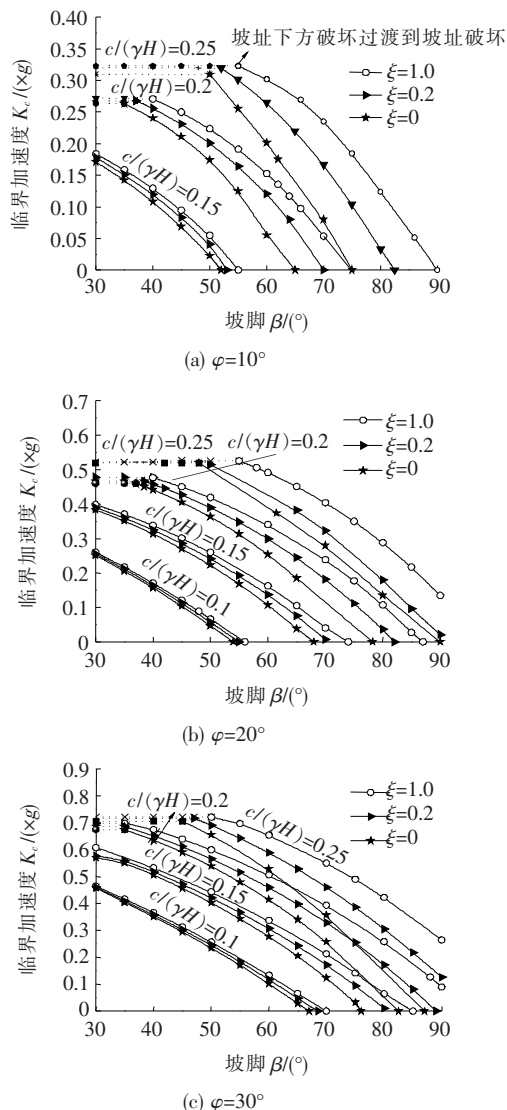 0.40
0.35
0.30
0.25
0.20
0.15
0.10
0.05
0
临界加速度 K_c/(×g)
c/(γH)=0.25
坡址下方破坏过渡到坡址破坏
c/(γH)=0.2
c/(γH)=0.15
ξ=1.0
ξ=0.2
ξ=0
30 40 50 60 70 80 90
坡脚 β/(°)
(a) φ=10°
0.7
0.6
0.5
0.4
0.3
0.2
0.1
0
临界加速度 K_c/(×g)
c/(γH)=0.25
c/(γH)=0.2
c/(γH)=0.15
c/(γH)=0.1
ξ=1.0
ξ=0.2
ξ=0
30 40 50 60 70 80 90
坡脚 β/(°)
(b) φ=20°
0.9
0.8
0.7
0.6
0.5
0.4
0.3
0.2
0.1
0
临界加速度 K_c/(×g)
c/(γH)=0.2
c/(γH)=0.25
c/(γH)=0.15
c/(γH)=0.1
ξ=1.0
ξ=0.2
ξ=0
30 40 50 60 70 80 90
坡脚 β/(°)
(c) φ=30°